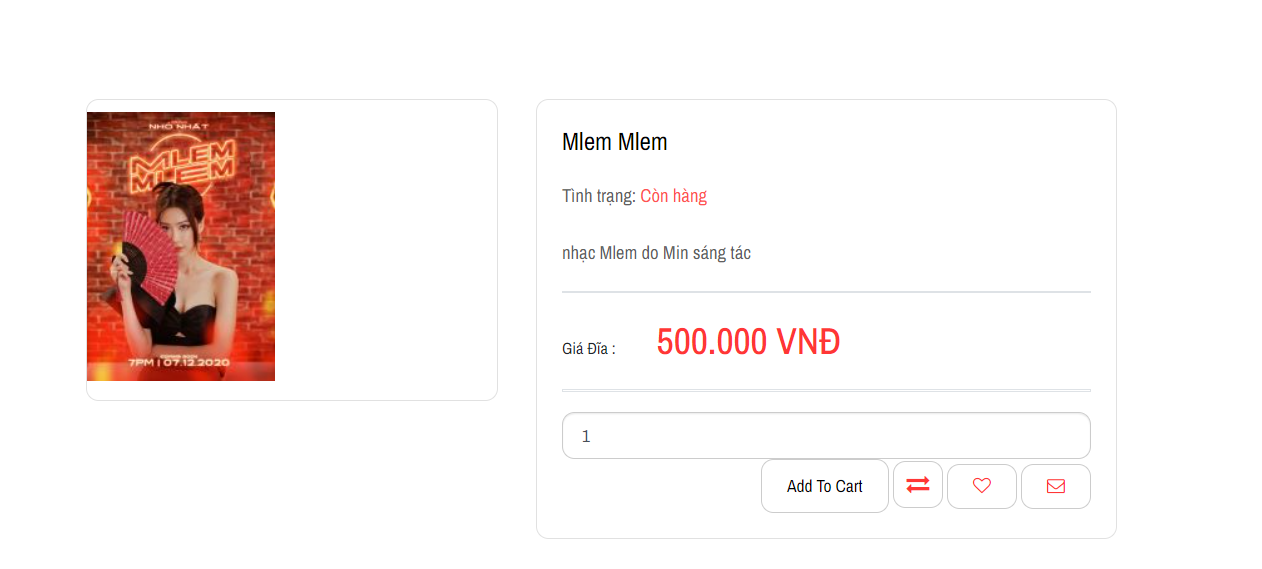 NHỎ NHẤT
MLEM
MLEM
7PM | 07.12.2020
Mlem Mlem
Tình trạng: Còn hàng
nhạc Mlem do Min sáng tác
Giá Đĩa : 500.000 VNĐ
1
Add To Cart